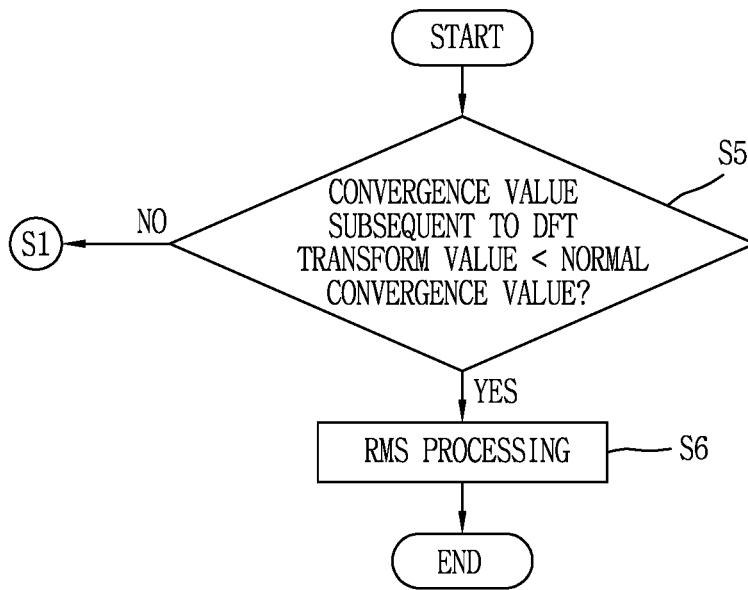 START
S5
CONVERGENCE VALUE
SUBSEQUENT TO DFT
TRANSFORM VALUE < NORMAL
CONVERGENCE VALUE?
NO
S1
YES
RMS PROCESSING
S6
END